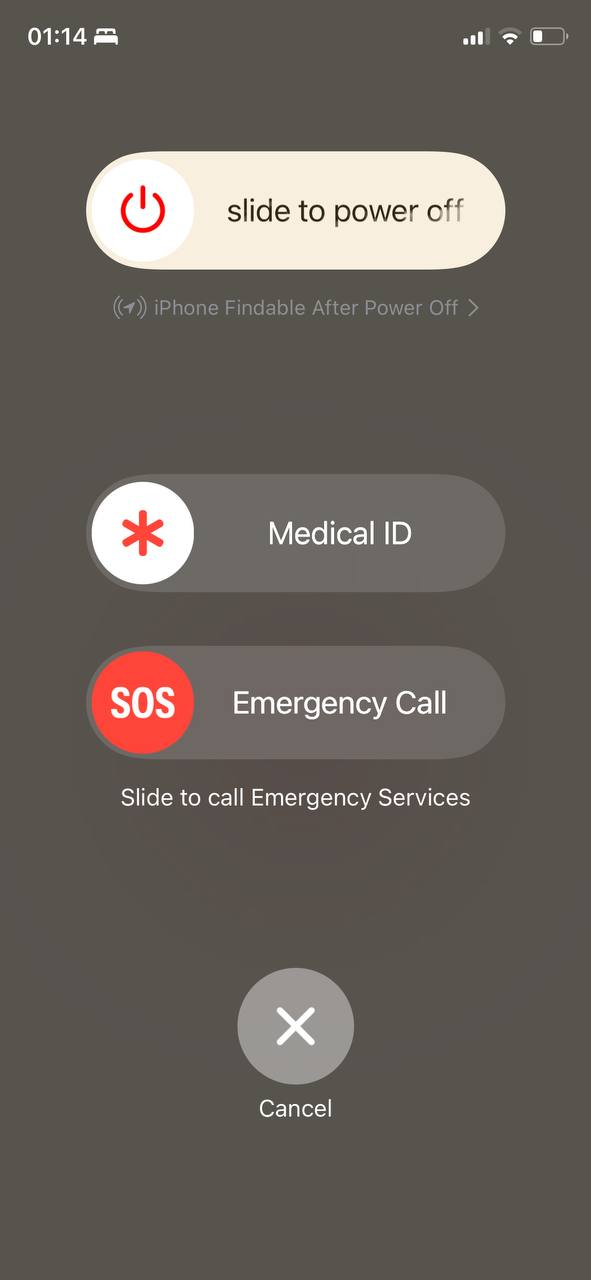 01:14
slide to power off
iPhone Findable After Power Off
Medical ID
SOS Emergency Call
Slide to call Emergency Services
Cancel